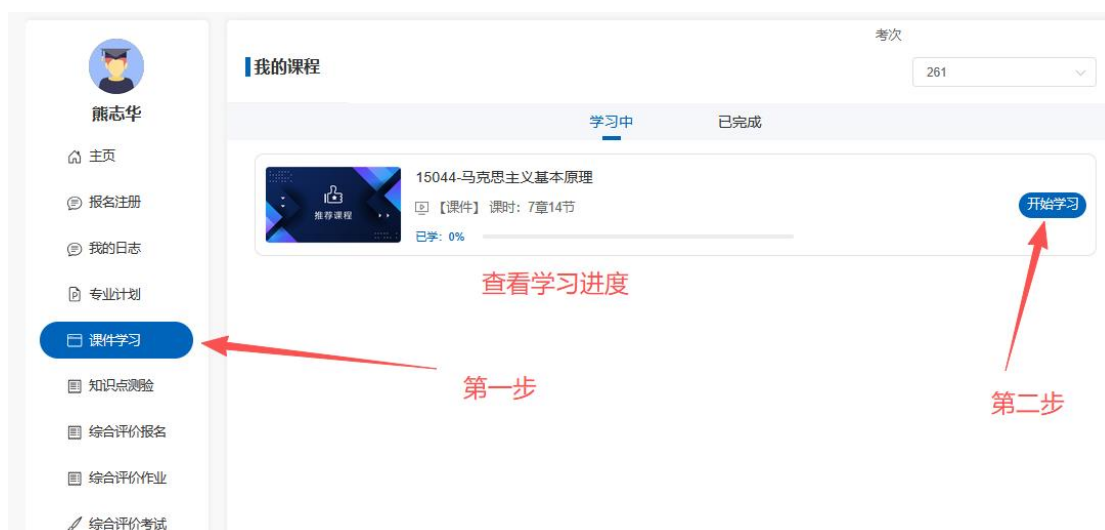 熊志华
主页
报名注册
我的日志
专业计划
课件学习
知识点测验
综合评价报名
综合评价作业
综合评价考试
考次
我的课程
261
学习中
已完成
推荐课程
15044-马克思主义基本原理
【课件】 课时：7章14节
已学：0%
开始学习
查看学习进度
第一步
第二步